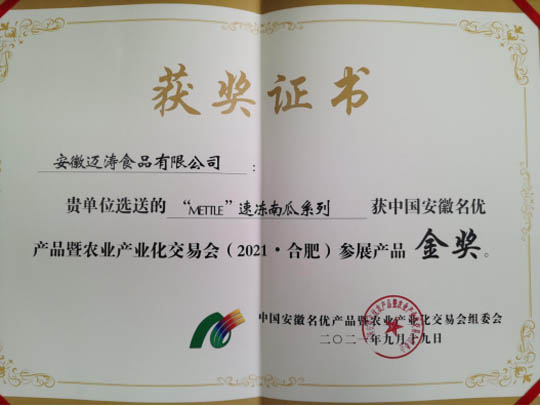 获奖证书
安徽迈涛食品有限公司：
贵单位选送的“METTLE”速冻南瓜系列获中国安徽名优
产品暨农业产业化交易会（2021·合肥）参展产品金奖。
中国安徽名优产品暨农业产业化交易会组委会
二〇二一年九月十九日